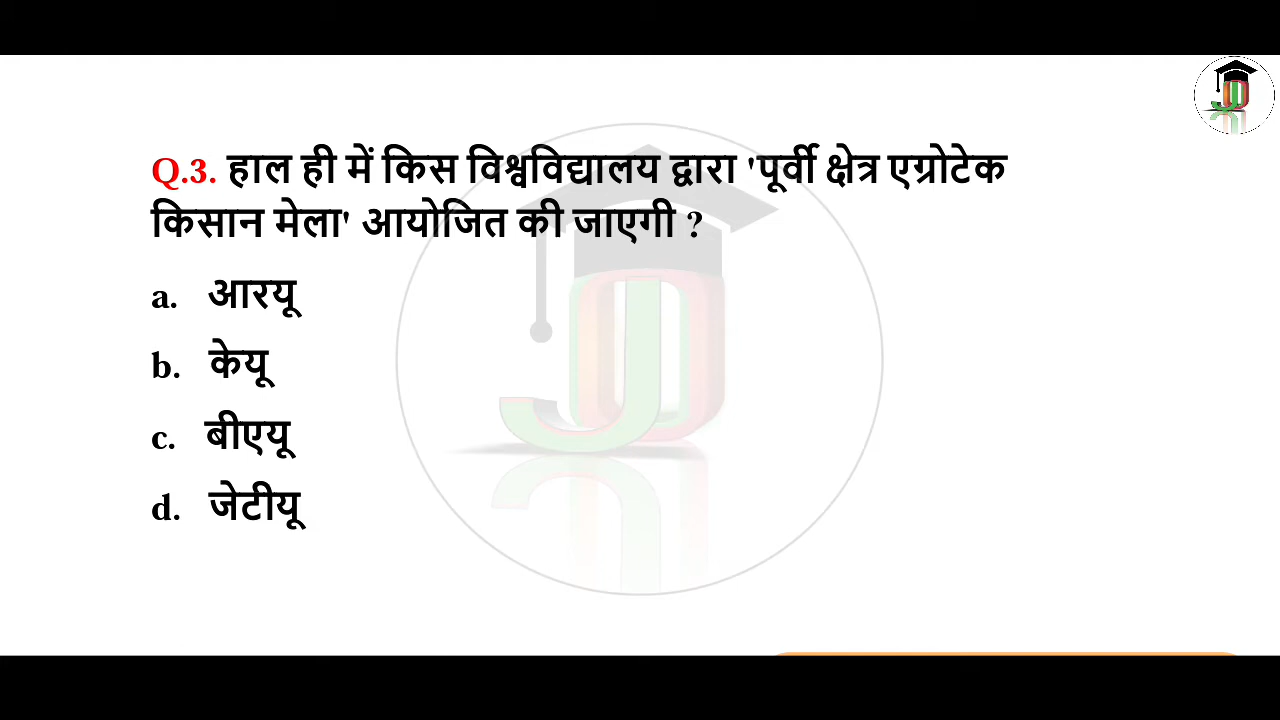 Q.3. हाल ही में किस विश्वविद्यालय द्वारा 'पूर्वी क्षेत्र एग्रोटेक
किसान मेला' आयोजित की जाएगी ?
a. आरयू
b. केयू
c. बीएयू
d. जेटीयू